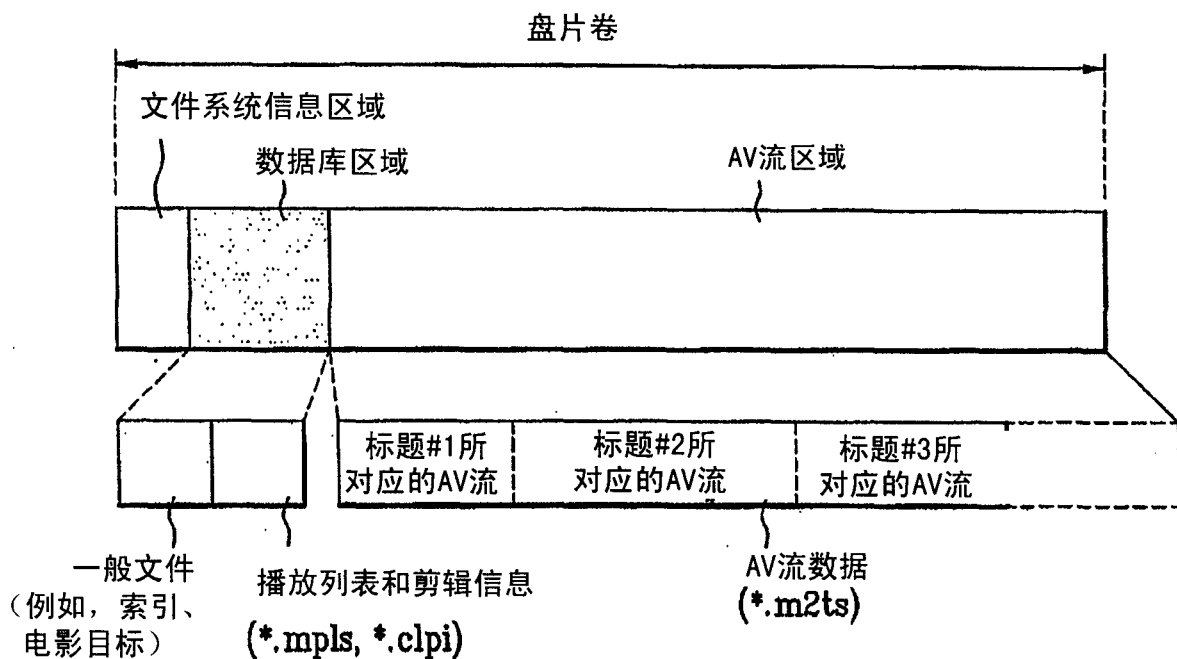 盘片卷
文件系统信息区域
数据库区域
AV流区域
标题#1所
对应的AV流
标题#2所
对应的AV流
标题#3所
对应的AV流
一般文件
（例如，索引、
电影目标）
播放列表和剪辑信息
(*.mpls, *.clpi)
AV流数据
(*.m2ts)